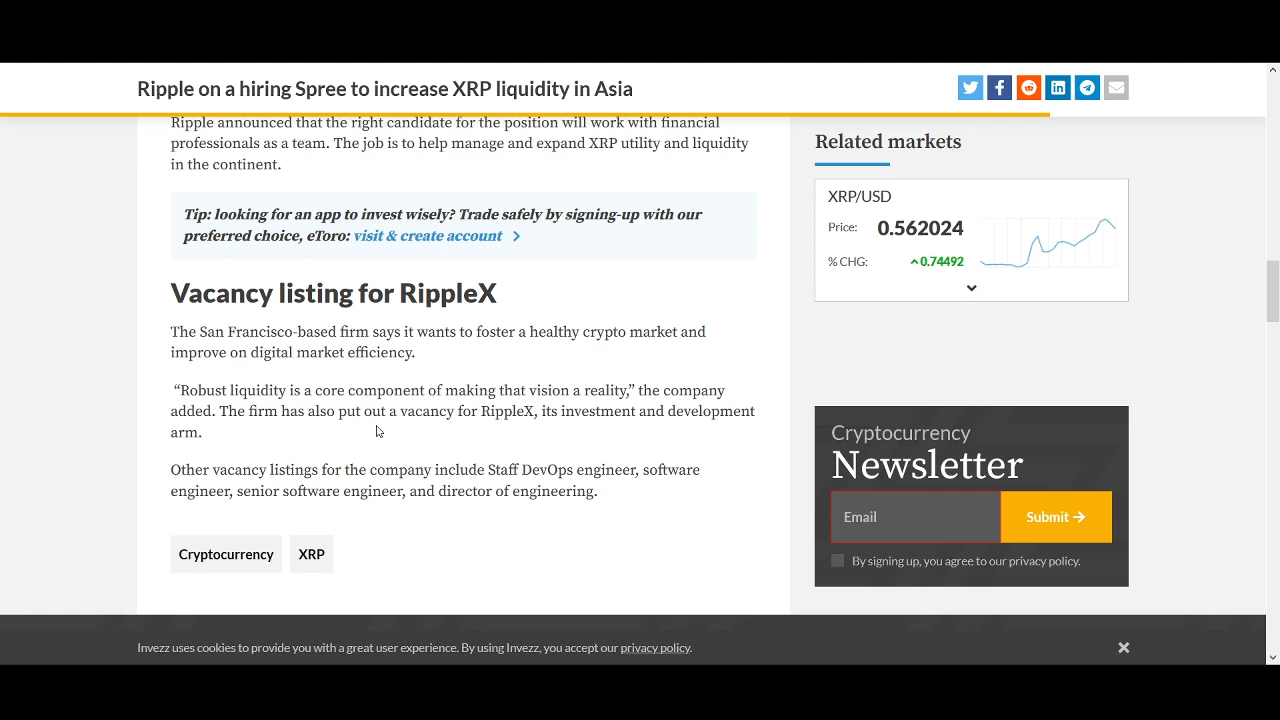 Ripple on a hiring Spree to increase XRP liquidity in Asia
Ripple announced that the right candidate for the position will work with financial
professionals as a team. The job is to help manage and expand XRP utility and liquidity
in the continent.
Tip: looking for an app to invest wisely? Trade safely by signing-up with our
preferred choice, eToro: visit & create account >
Vacancy listing for RippleX
The San Francisco-based firm says it wants to foster a healthy crypto market and
improve on digital market efficiency.
“Robust liquidity is a core component of making that vision a reality,” the company
added. The firm has also put out a vacancy for RippleX, its investment and development
arm.
Other vacancy listings for the company include Staff DevOps engineer, software
engineer, senior software engineer, and director of engineering.
Cryptocurrency XRP
Related markets
XRP/USD
Price: 0.562024
% CHG: 0.74492
Cryptocurrency
Newsletter
Email Submit →
By signing up, you agree to our privacy policy.
Invezz uses cookies to provide you with a great user experience. By using Invezz, you accept our privacy policy.